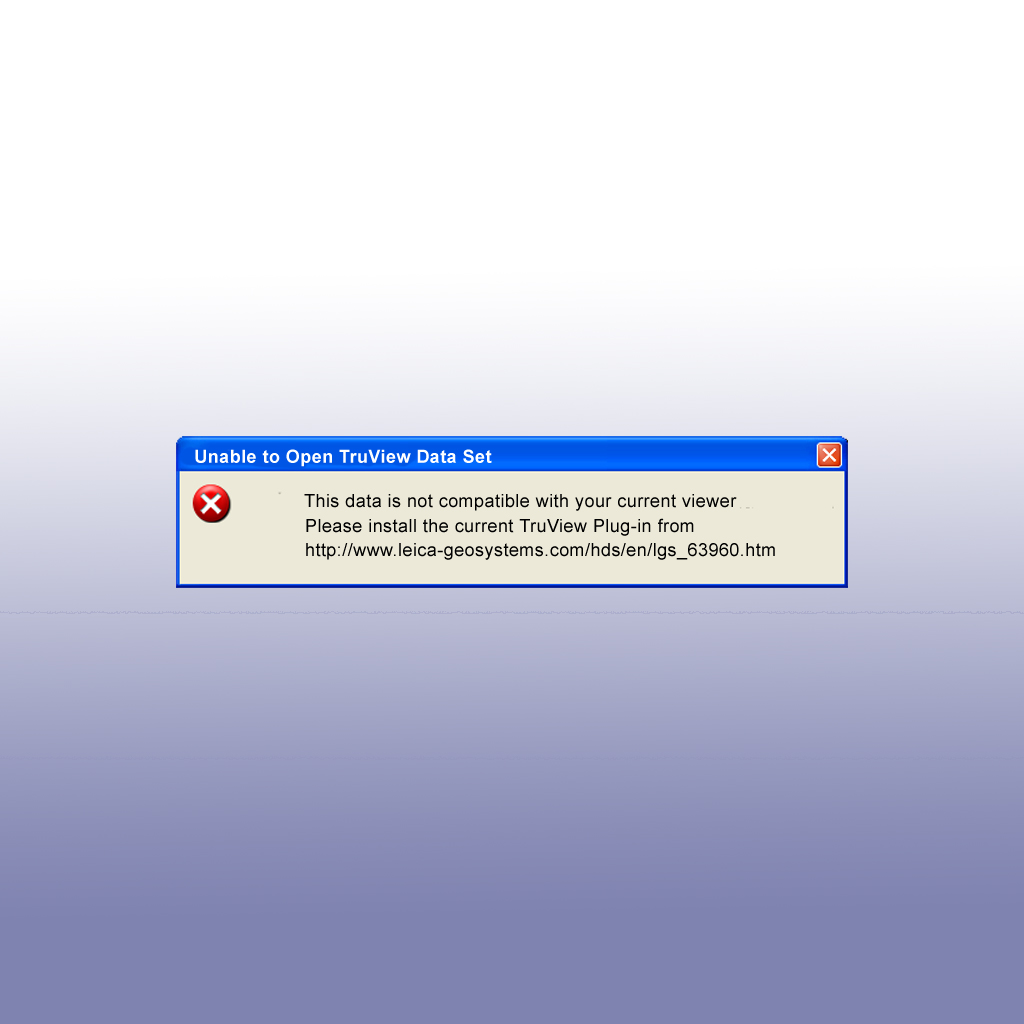 Unable to Open TruView Data Set
This data is not compatible with your current viewer
Please install the current TruView Plug-in from
http://www.leica-geosystems.com/hds/en/lgs_63960.htm